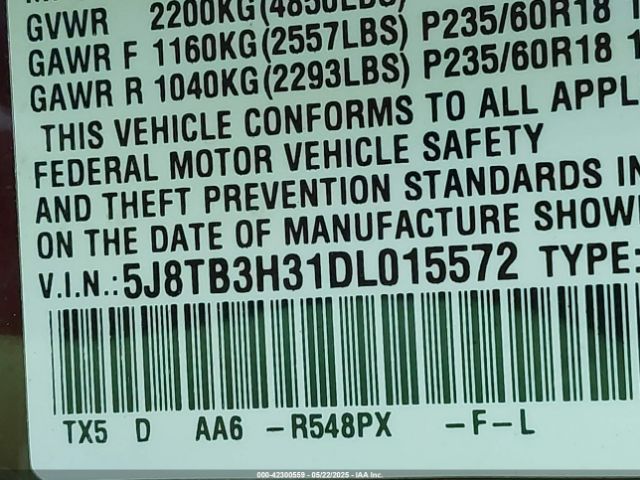 GVWR 2200KG(4850LBS)
GAWR F 1160KG(2557LBS) P235/60R18
GAWR R 1040KG(2293LBS) P235/60R18 1
THIS VEHICLE CONFORMS TO ALL APPL
FEDERAL MOTOR VEHICLE SAFETY
AND THEFT PREVENTION STANDARDS IN
ON THE DATE OF MANUFACTURE SHOW
V.I.N.:5J8TB3H31DL015572 TYPE:
TX5 D AA6 -R548PX -F-L
000-42300559 - 05/22/2025 - IAA Inc.